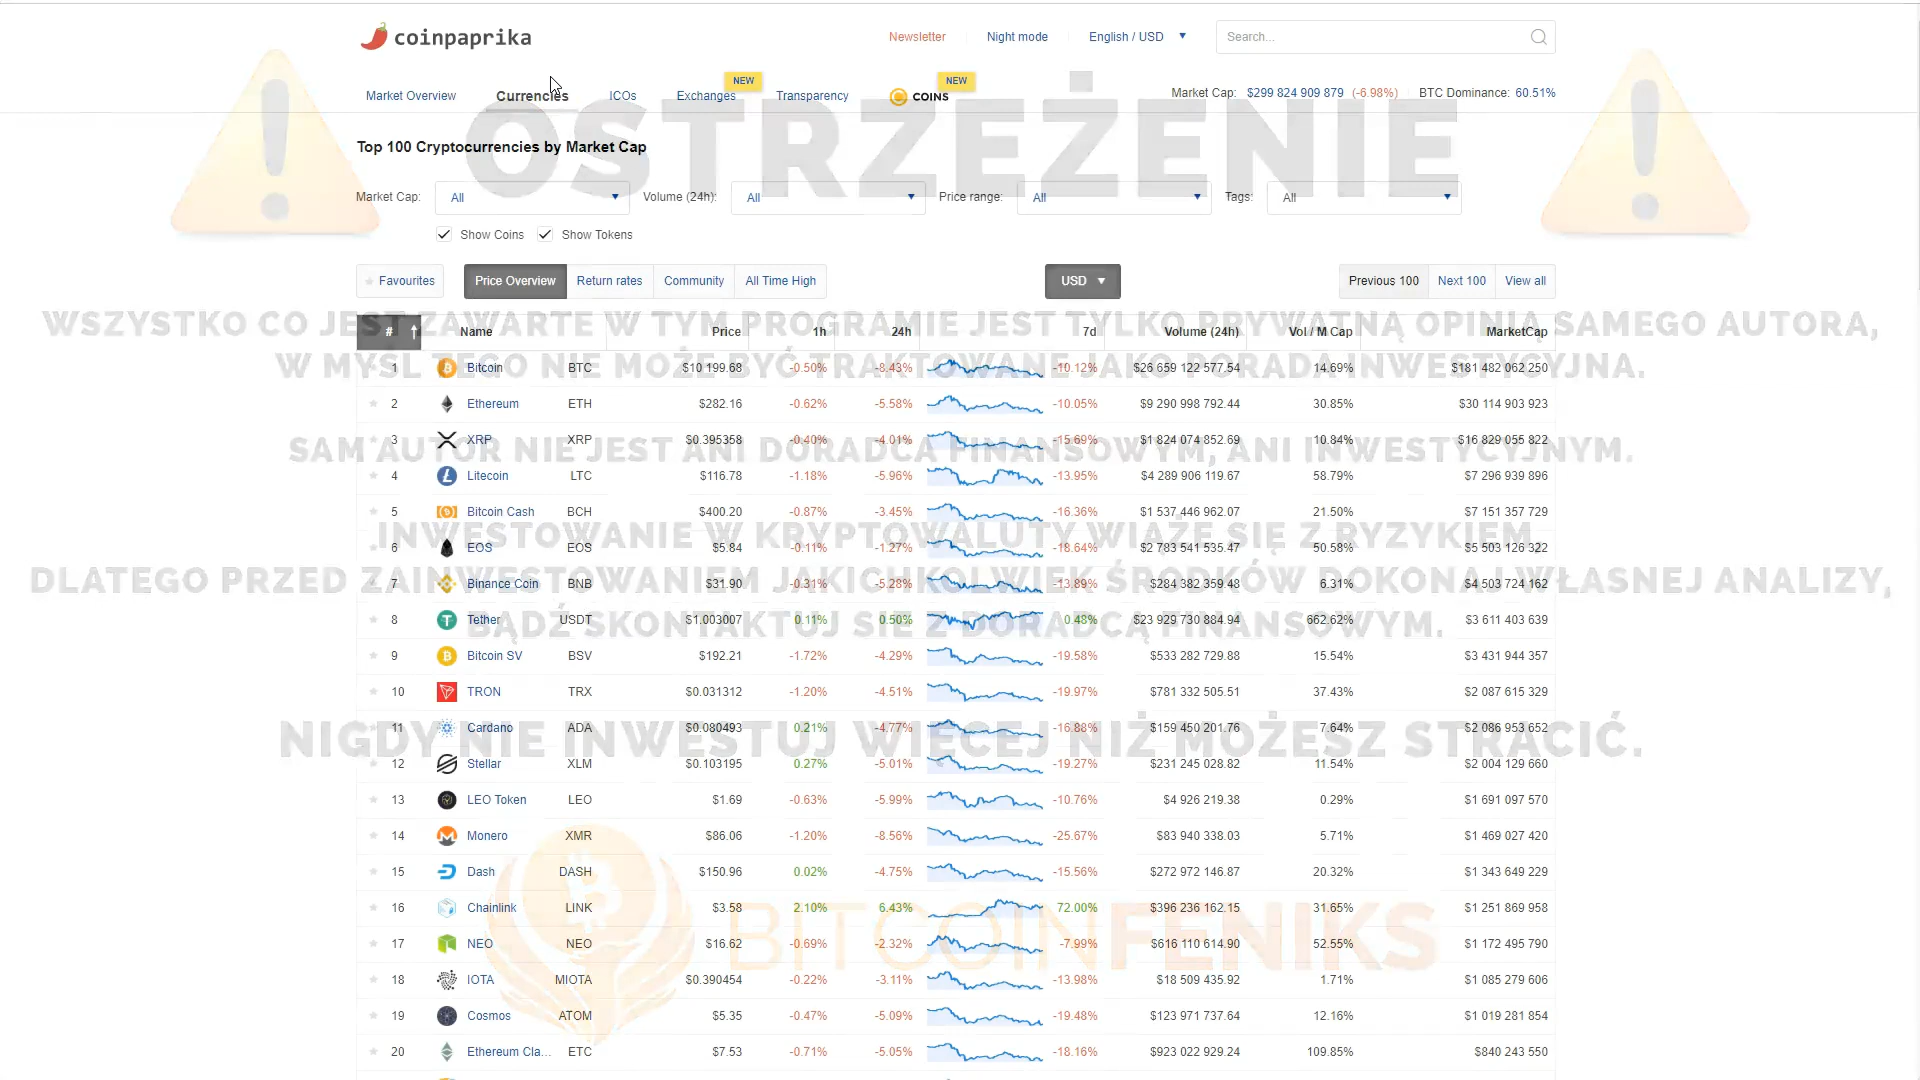 coinpaprika
Newsletter Night mode English / USD Search...
NEW NEW
Market Overview Currencies ICOs Exchanges Transparency COINS Market Cap: $299 824 909 879 (-6.98%) BTC Dominance: 60.51%
OSTRZEŻENIE
Top 100 Cryptocurrencies by Market Cap
Market Cap: All Volume (24h): All Price range: All Tags: All
Show Coins Show Tokens
Favourites Price Overview Return rates Community All Time High USD Previous 100 Next 100 View all
WSZYSTKO CO JEST ZAWARTE W TYM PROGRAMIE JEST TYLKO PRYWATNĄ OPINIĄ SAMEGO AUTORA,
# Name Price 1h 24h 7d Volume (24h) Vol / M Cap MarketCap
W MYŚL TEGO NIE MOŻE BYĆ TRAKTOWANE JAKO PORADA INWESTYCYJNA.
1 Bitcoin BTC $10 199.68 -0.50% -8.43% -10.12% $26 659 122 577.54 14.69% $181 482 062 250
2 Ethereum ETH $282.16 -0.62% -5.58% -10.05% $9 290 998 792.44 30.85% $30 114 903 923
3 XRP XRP $0.395358 -0.40% -4.01% -15.69% $1 824 074 852.69 10.84% $16 829 055 822
SAM AUTOR NIE JEST ANI DORADCĄ FINANSOWYM, ANI INWESTYCYJNYM.
4 Litecoin LTC $116.78 -1.18% -5.96% -13.95% $4 289 906 119.67 58.79% $7 296 939 896
5 Bitcoin Cash BCH $400.20 -0.87% -3.45% -16.36% $1 537 446 962.07 21.50% $7 151 357 729
INWESTOWANIE W KRYPTOWALUTY WIĄŻE SIĘ Z RYZYKIEM,
6 EOS EOS $5.84 -0.11% -1.27% -18.64% $2 783 541 535.47 50.58% $5 503 126 322
DLATEGO PRZED ZAINWESTOWANIEM JAKICHKOLWIEK ŚRODKÓW DOKONAJ WŁASNEJ ANALIZY,
7 Binance Coin BNB $31.90 -0.31% -5.28% -13.89% $284 382 359.48 6.31% $4 503 724 162
BĄDŹ SKONTAKTUJ SIĘ Z DORADCĄ FINANSOWYM.
8 Tether USDT $1.003007 0.11% 0.50% 0.48% $23 929 730 884.94 662.62% $3 611 403 639
9 Bitcoin SV BSV $192.21 -1.72% -4.29% -19.58% $533 282 729.88 15.54% $3 431 944 357
10 TRON TRX $0.031312 -1.20% -4.51% -19.97% $781 332 505.51 37.43% $2 087 615 329
11 Cardano ADA $0.080493 0.21% -4.77% -16.88% $159 450 201.76 7.64% $2 086 953 652
NIGDY NIE INWESTUJ WIĘCEJ NIŻ MOŻESZ STRACIĆ.
12 Stellar XLM $0.103195 0.27% -5.01% -19.27% $231 245 028.82 11.54% $2 004 129 660
13 LEO Token LEO $1.69 -0.63% -5.99% -10.76% $4 926 219.38 0.29% $1 691 097 570
14 Monero XMR $86.06 -1.20% -8.56% -25.67% $83 940 338.03 5.71% $1 469 027 420
15 Dash DASH $150.96 0.02% -4.75% -15.56% $272 972 146.87 20.32% $1 343 649 229
16 Chainlink LINK $3.58 2.10% 6.43% 72.00% $396 236 162.15 31.65% $1 251 869 958
BITCOINFENIKS
17 NEO NEO $16.62 -0.69% -2.32% -7.99% $616 110 614.90 52.55% $1 172 495 790
18 IOTA MIOTA $0.390454 -0.22% -3.11% -13.98% $18 509 435.92 1.71% $1 085 279 606
19 Cosmos ATOM $5.35 -0.47% -5.09% -19.48% $123 971 737.64 12.16% $1 019 281 854
20 Ethereum Cla... ETC $7.53 -0.71% -5.05% -18.16% $923 022 929.24 109.85% $840 243 550